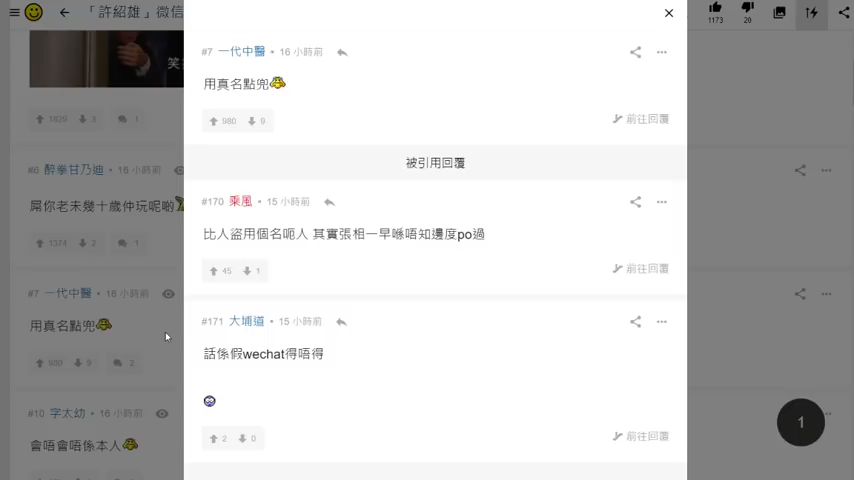 「許紹雄」微信
1173
20
笑
1839 3 1
#6 醉拳甘乃迪 • 16 小時前
屌你老未幾十歲仲玩呢啲
1374 2 1
#7 一代中醫 • 16 小時前
用真名點兜
980 9 2
#10 字太幼 • 16 小時前
會唔會唔係本人
#7 一代中醫 • 16 小時前
用真名點兜
980 9
前往回覆
被引用回覆
#170 乘風 • 15 小時前
比人盜用個名呃人 其實張相一早喺唔知邊度po過
45 1
前往回覆
#171 大埔道 • 15 小時前
話係假wechat得唔得
2 0
前往回覆
1